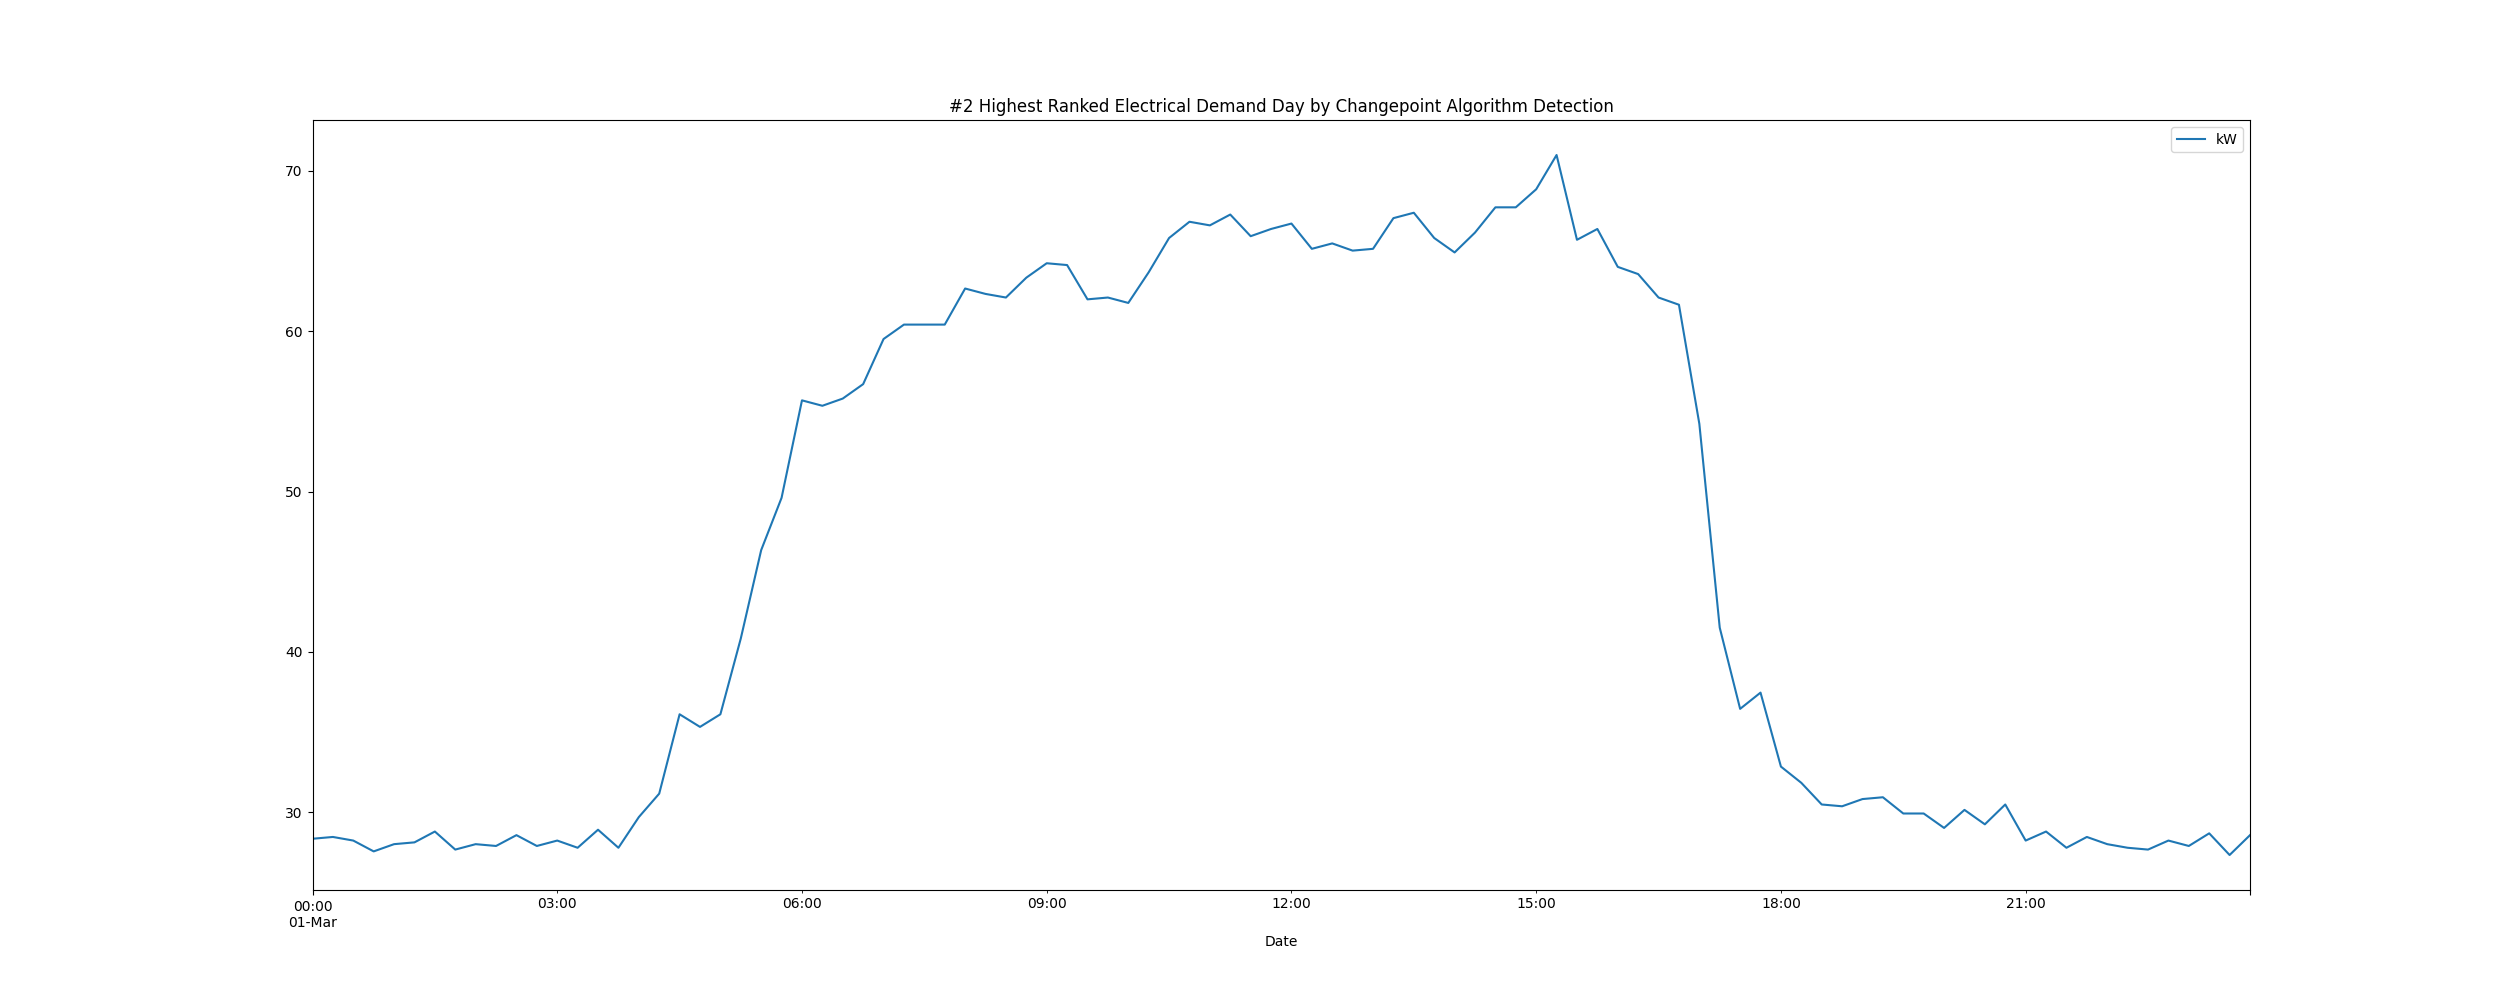 #2 Highest Ranked Electrical Demand Day by Changepoint Algorithm Detection
kW
70
60
50
40
30
00:00 03:00 06:00 09:00 12:00 15:00 18:00 21:00
01-Mar
Date